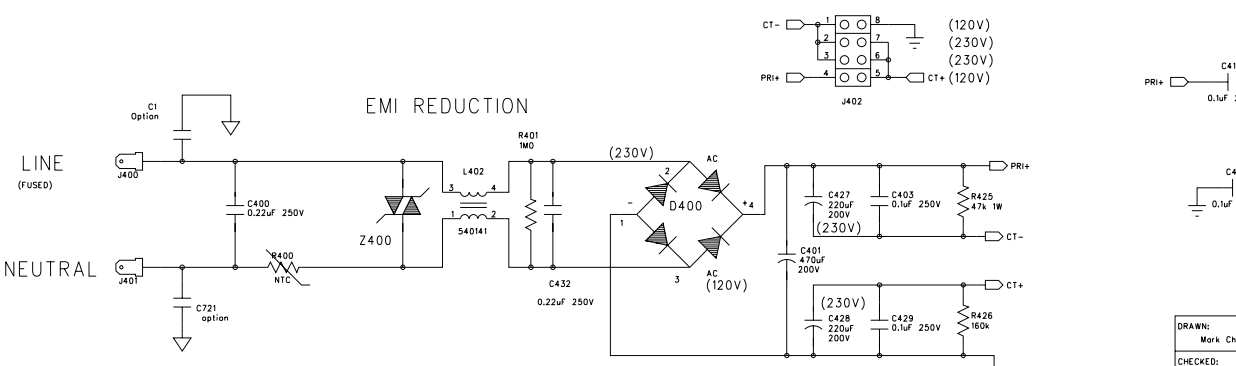 CT-
1
8
(120V)
2
7
(230V)
3
6
(230V)
PRI+
4
5
CT+ (120V)
J402
PRI+
C41
0.1uF
C1
Option
EMI REDUCTION
LINE
(FUSED)
J400
C400
0.22uF 250V
Z400
L402
3
4
1
2
540141
R401
1M0
(230V)
2
AC
-
1
D400
+4
3
AC
(120V)
C432
0.22uF 250V
NEUTRAL
J401
R400
NTC
C721
option
C427
220uF
200V
(230V)
C403
0.1uF 250V
R425
47k 1W
PRI+
CT-
C401
470uF
200V
CT+
(230V)
C428
220uF
200V
C429
0.1uF 250V
R426
160k
C4
0.1uF
DRAWN:
Mark Ch
CHECKED: